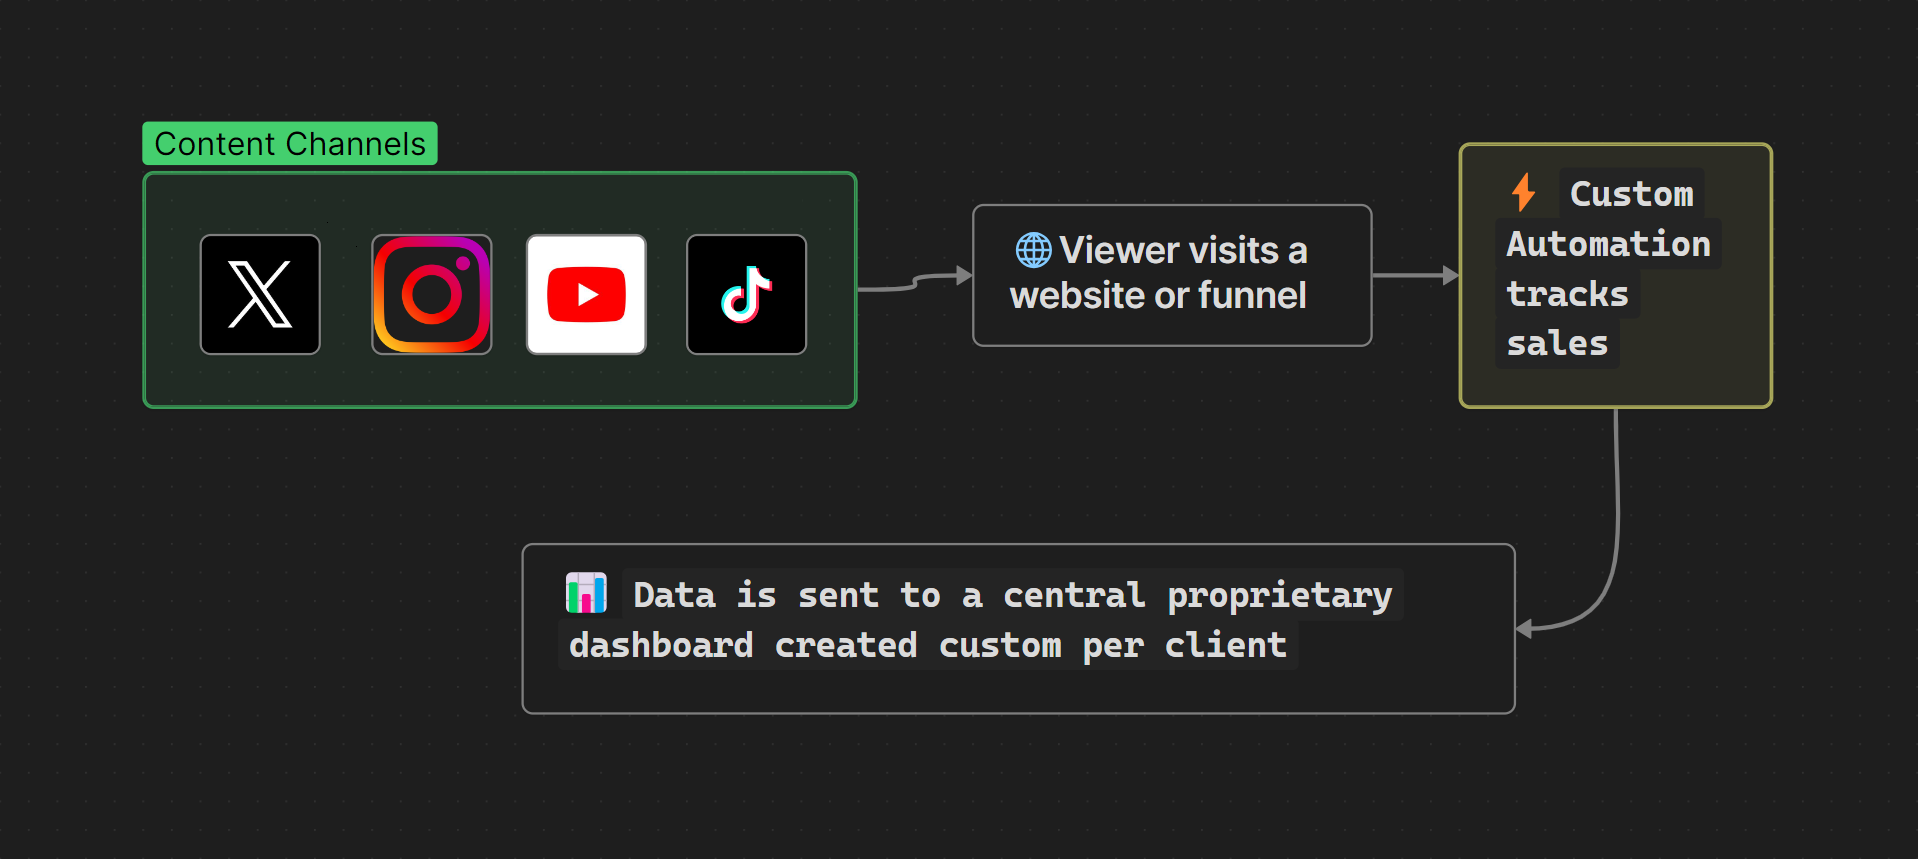 Content Channels
Viewer visits a
website or funnel
Custom
Automation
tracks
sales
Data is sent to a central proprietary
dashboard created custom per client